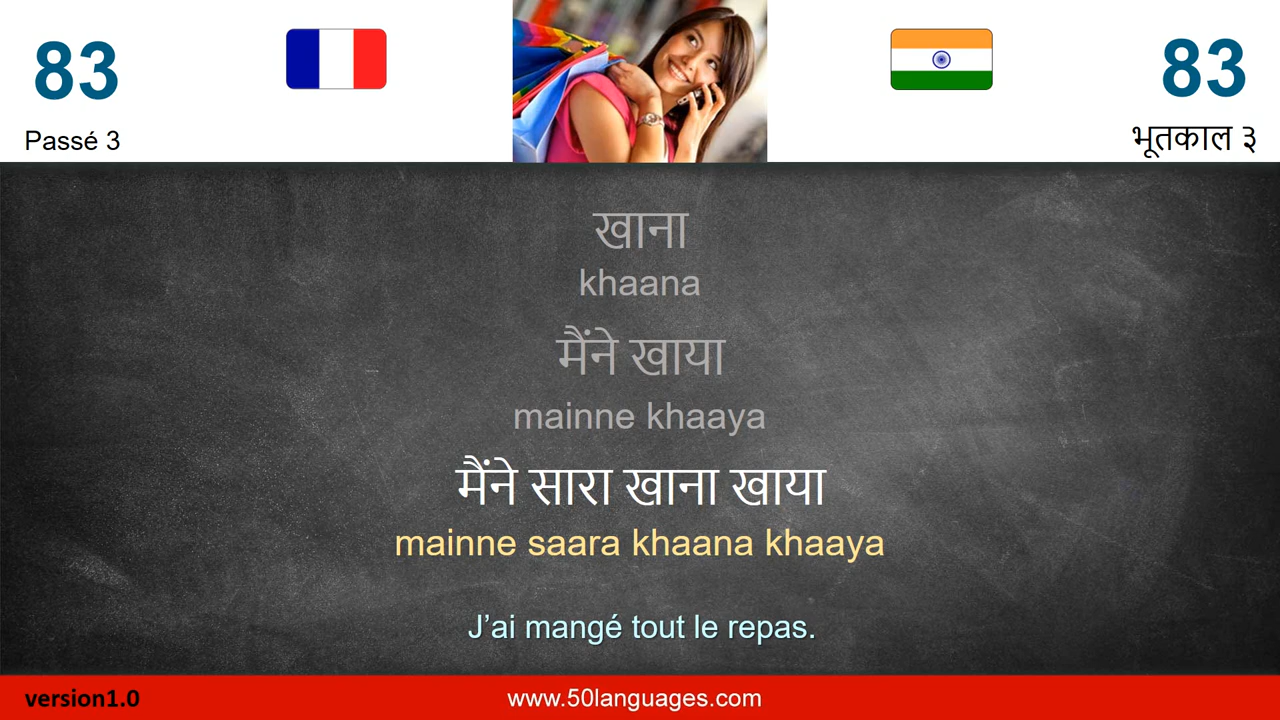 83
Passé 3
83
भूतकाल ३
खाना
khaana
मैंने खाया
mainne khaaya
मैंने सारा खाना खाया
mainne saara khaana khaaya
J’ai mangé tout le repas.
version1.0
www.50languages.com